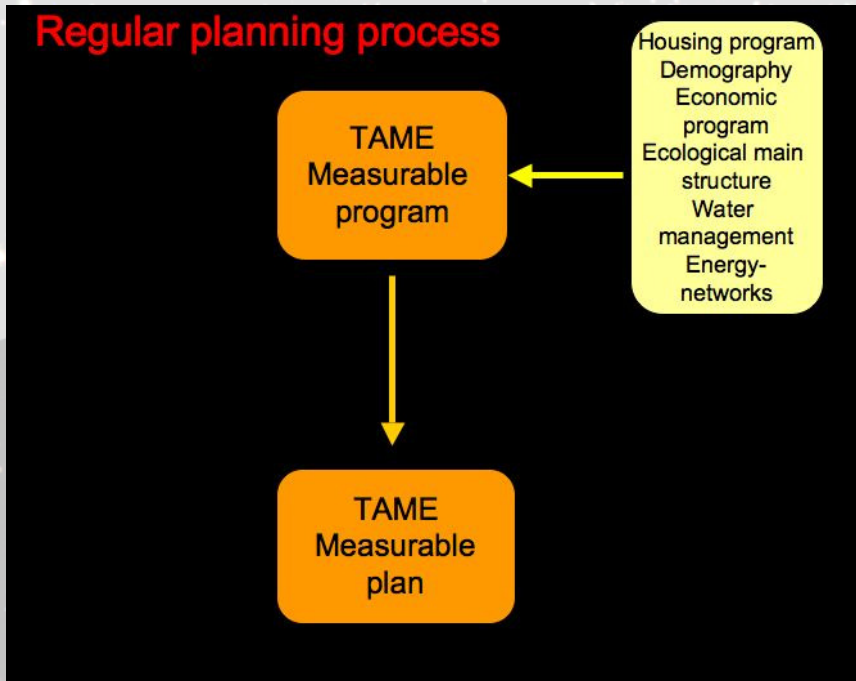 Regular planning process
TAME
Measurable
program
Housing program
Demography
Economic
program
Ecological main
structure
Water
management
Energy-
networks
TAME
Measurable
plan